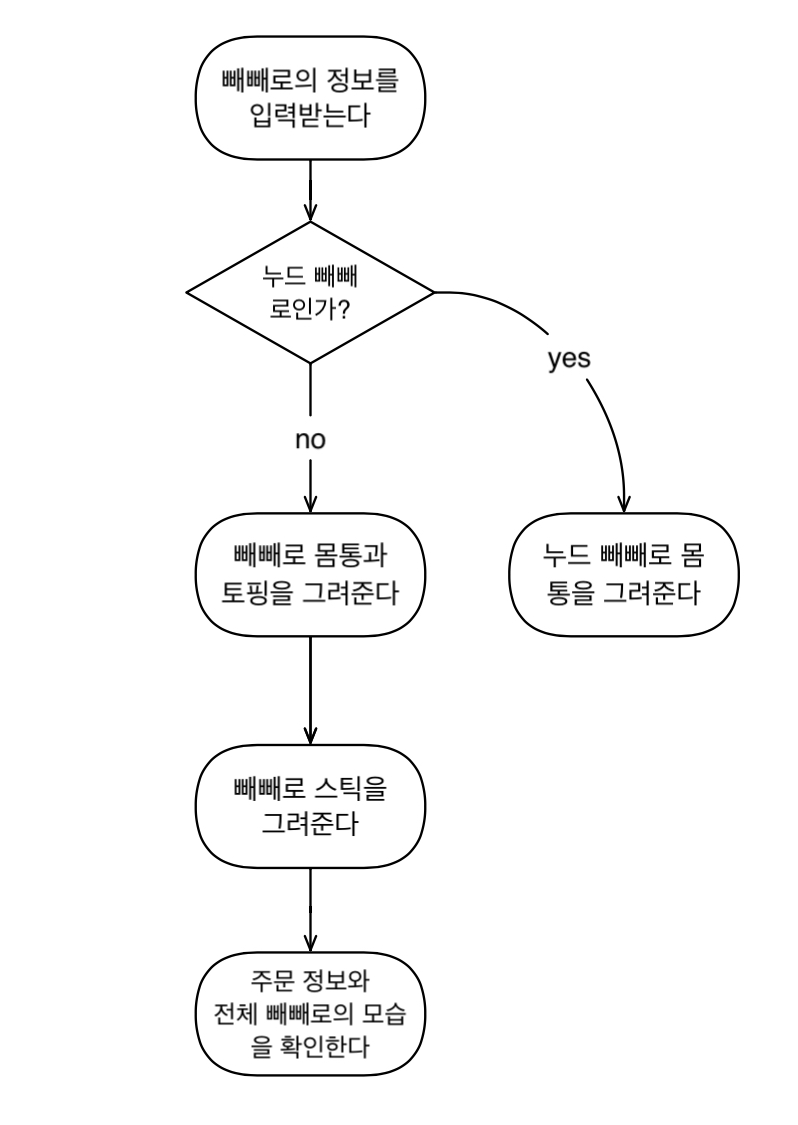 빼빼로의 정보를
입력받는다
누드 빼빼
로인가?
yes
no
빼빼로 몸통과
토핑을 그려준다
누드 빼빼로 몸
통을 그려준다
빼빼로 스틱을
그려준다
주문 정보와
전체 빼빼로의 모습
을 확인한다